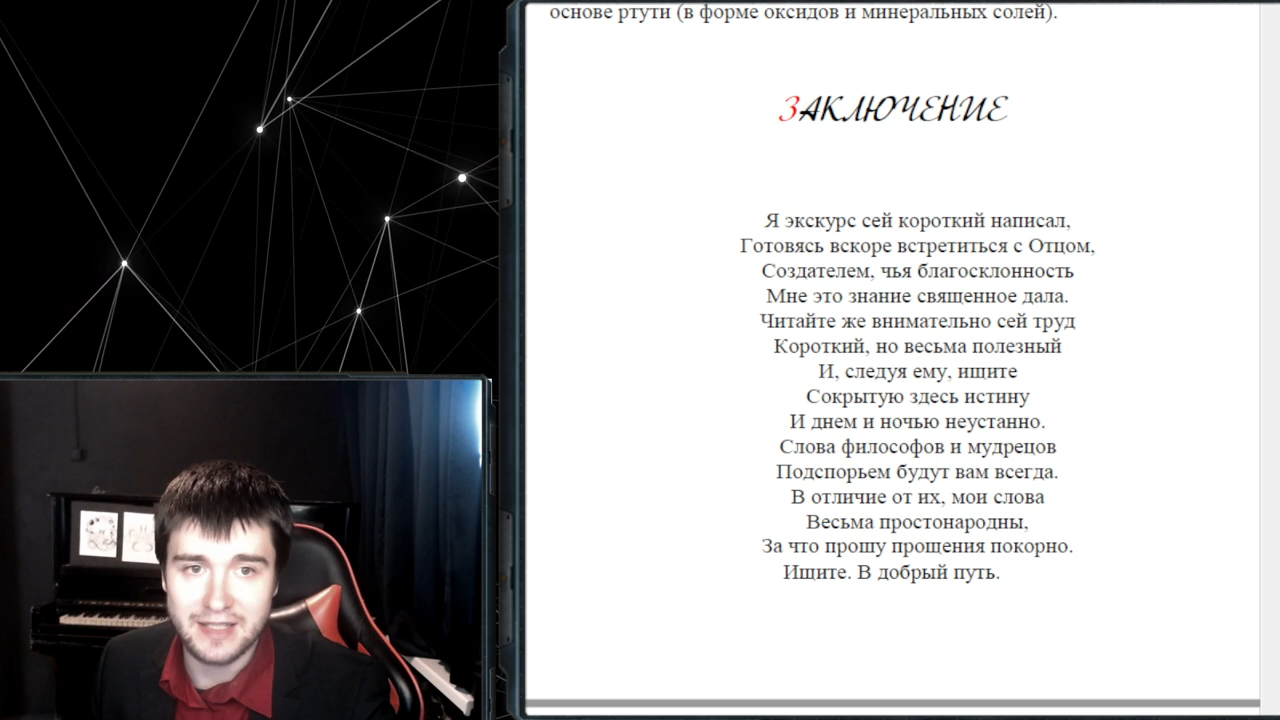 основе ртути (в форме оксидов и минеральных солей).
ЗАКЛЮЧЕНИЕ
Я экскурс сей короткий написал,
Готовясь вскоре встретиться с Отцом,
Создателем, чья благосклонность
Мне это знание священное дала.
Читайте же внимательно сей труд
Короткий, но весьма полезный
И, следуя ему, ищите
Сокрытую здесь истину
И днем и ночью неустанно.
Слова философов и мудрецов
Подспорьем будут вам всегда.
В отличие от их, мои слова
Весьма простонародны,
За что прошу прощения покорно.
Ищите. В добрый путь.